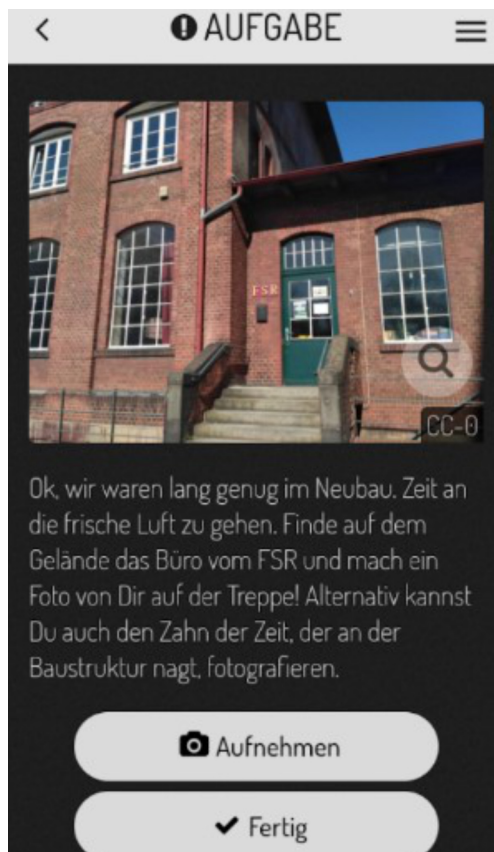 AUFGABE
FSR
CC-0
Ok, wir waren lang genug im Neubau. Zeit an
die frische Luft zu gehen. Finde auf dem
Gelände das Büro vom FSR und mach ein
Foto von Dir auf der Treppe! Alternativ kannst
Du auch den Zahn der Zeit, der an der
Baustruktur nagt, fotografieren.
Aufnehmen
Fertig